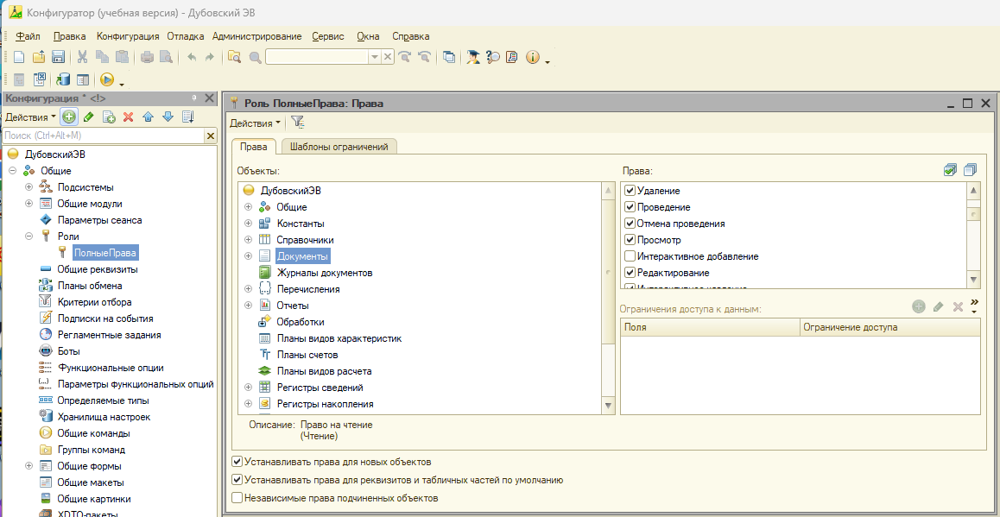 Конфигуратор (учебная версия) - Дубовский ЭВ
Файл Правка Конфигурация Отладка Администрирование Сервис Окна Справка
Конфигурация * <!>
Действия
Поиск (Ctrl+Alt+M)
ДубовскийЭВ
Общие
Подсистемы
Общие модули
Параметры сеанса
Роли
ПолныеПрава
Общие реквизиты
Планы обмена
Критерии отбора
Подписки на события
Регламентные задания
Боты
Функциональные опции
Параметры функциональных опций
Определяемые типы
Хранилища настроек
Общие команды
Группы команд
Общие формы
Общие макеты
Общие картинки
XDTO-пакеты
Роль ПолныеПрава: Права
Действия
Права Шаблоны ограничений
Объекты:
ДубовскийЭВ
Общие
Константы
Справочники
Документы
Журналы документов
Перечисления
Отчеты
Обработки
Планы видов характеристик
Планы счетов
Планы видов расчета
Регистры сведений
Регистры накопления
Описание: Право на чтение
(Чтение)
Права:
Удаление
Проведение
Отмена проведения
Просмотр
Интерактивное добавление
Редактирование
Ограничения доступа к данным:
Поля Ограничение доступа
Устанавливать права для новых объектов
Устанавливать права для реквизитов и табличных частей по умолчанию
Независимые права подчиненных объектов